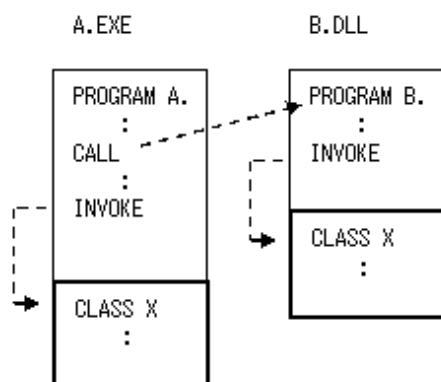 A.EXE
PROGRAM A.
:
CALL
:
INVOKE
CLASS X
:
B.DLL
PROGRAM B.
:
INVOKE
CLASS X
: